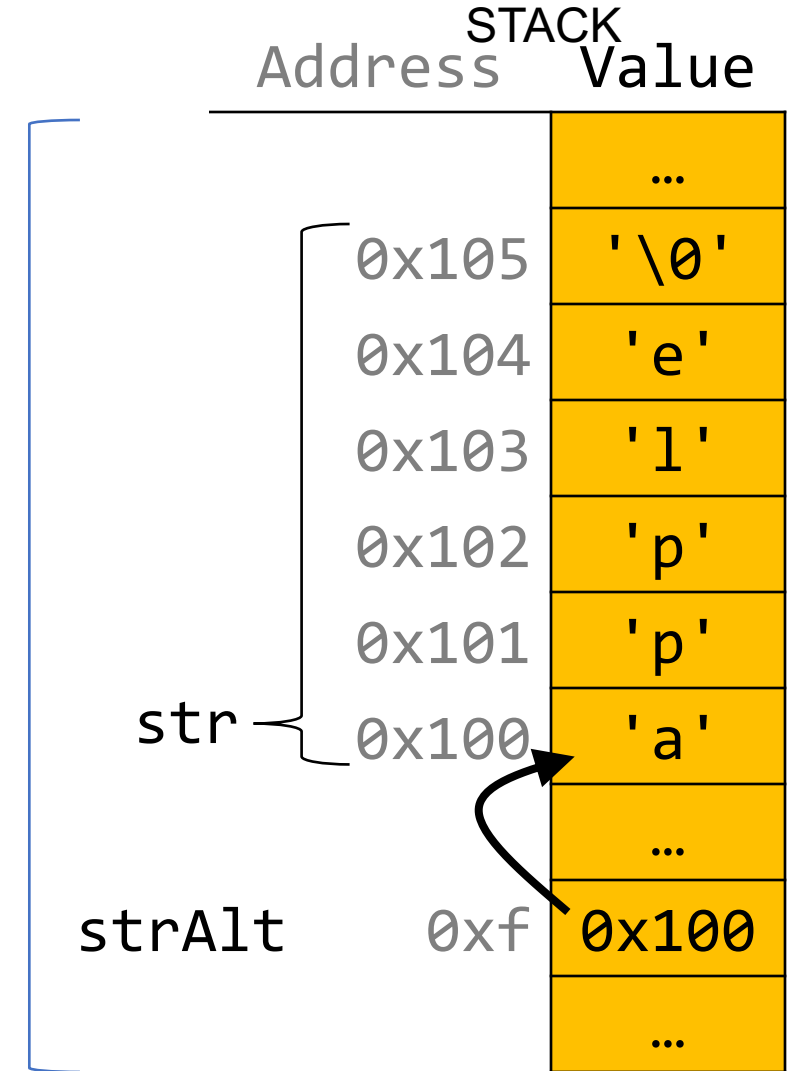 STACK
Address Value
…
0x105 '\0'
0x104 'e'
0x103 'l'
0x102 'p'
0x101 'p'
str 0x100 'a'
…
strAlt 0xf 0x100
…